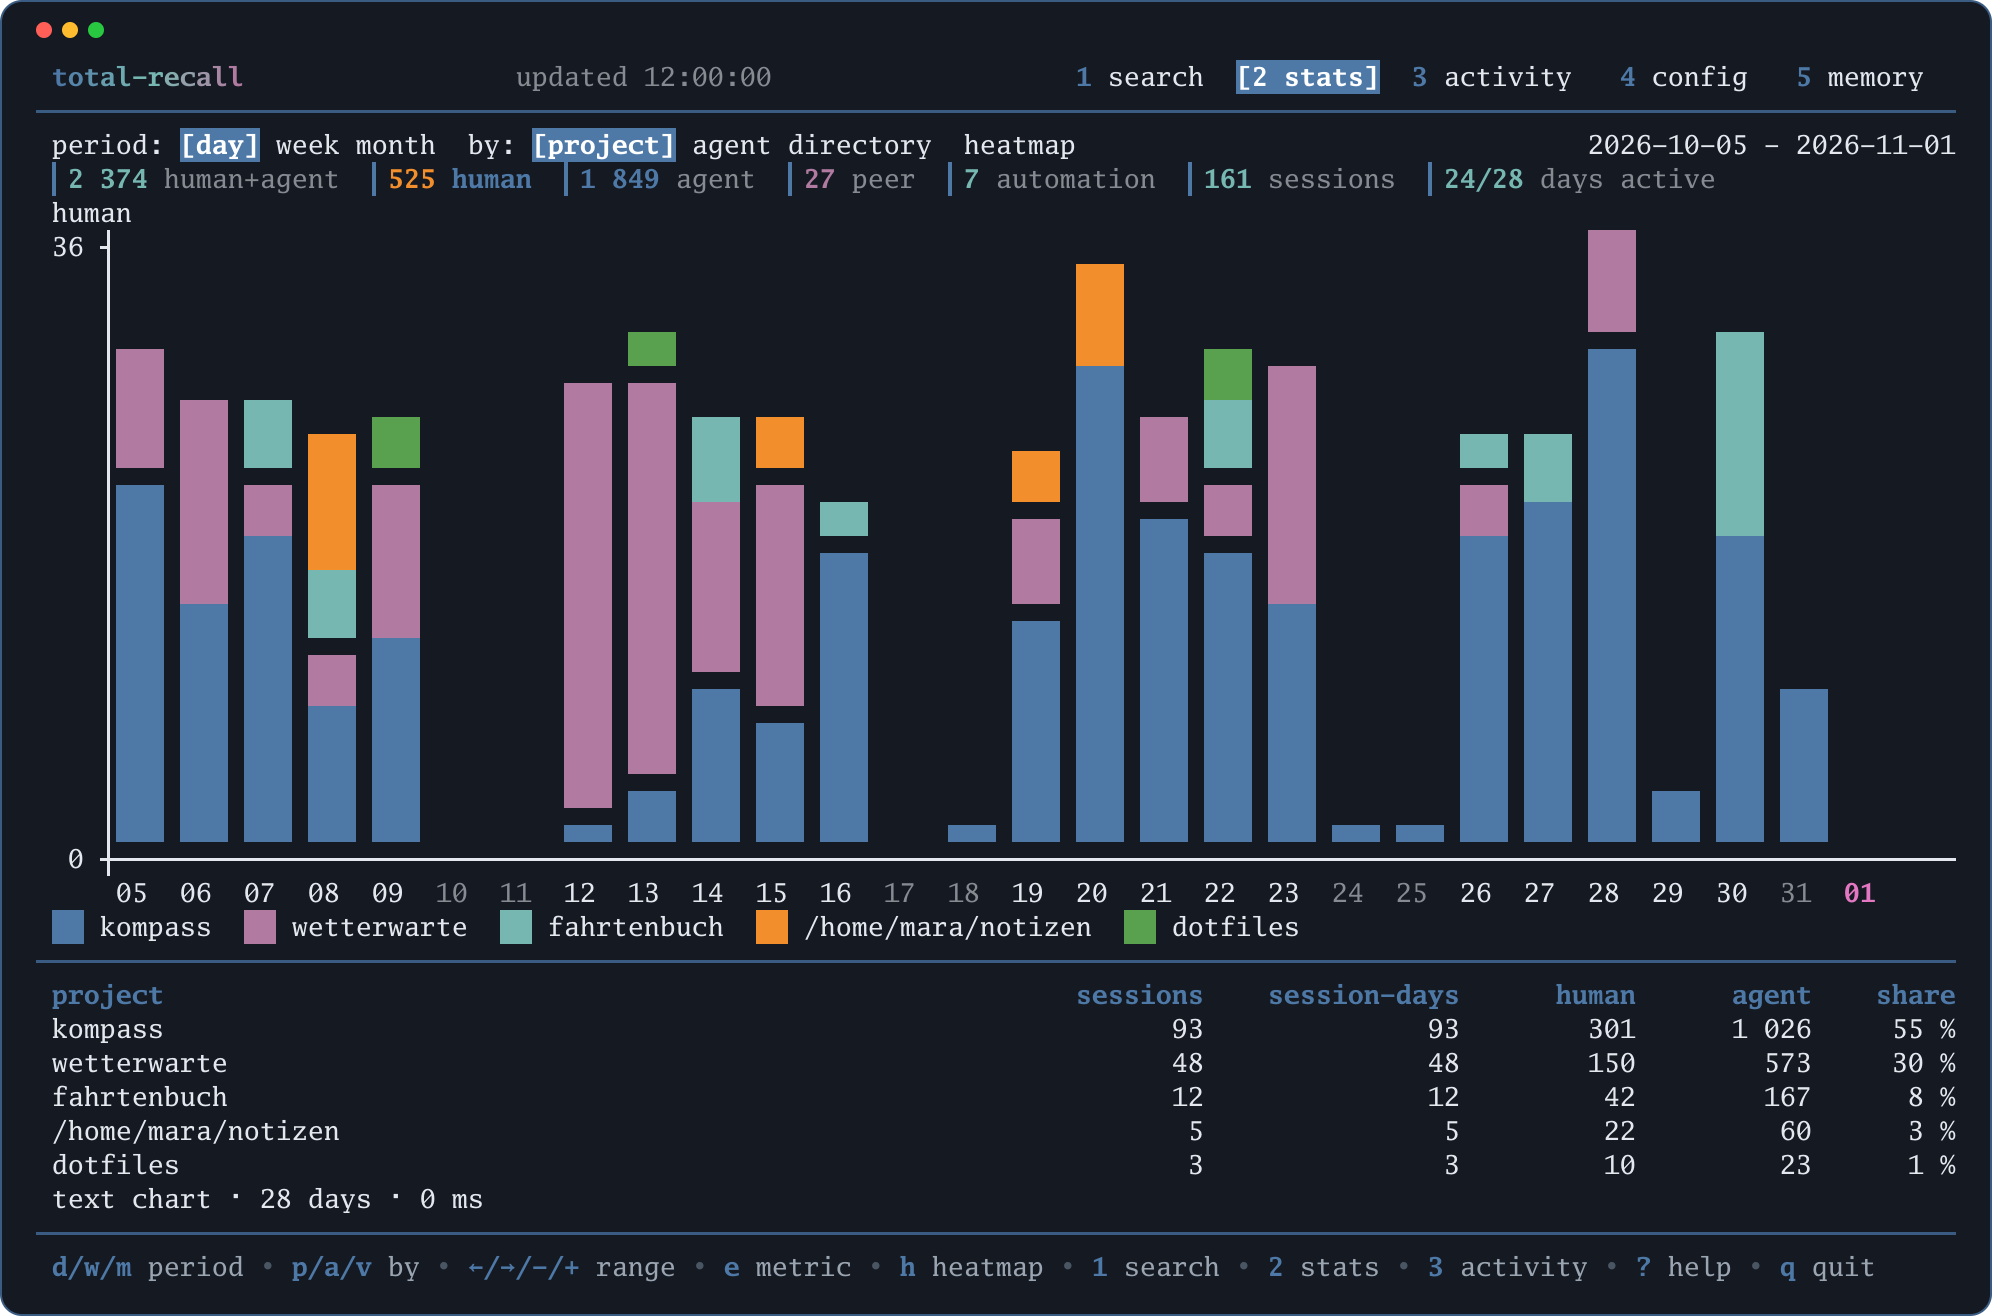 total-recall updated 12:00:00 1 search [2 stats] 3 activity 4 config 5 memory
period: [day] week month by: [project] agent directory heatmap 2026-10-05 - 2026-11-01
2 374 human+agent 525 human 1 849 agent 27 peer 7 automation 161 sessions 24/28 days active
human
36
0
05 06 07 08 09 10 11 12 13 14 15 16 17 18 19 20 21 22 23 24 25 26 27 28 29 30 31 01
kompass wetterwarte fahrtenbuch /home/mara/notizen dotfiles
project sessions session-days human agent share
kompass 93 93 301 1 026 55 %
wetterwarte 48 48 150 573 30 %
fahrtenbuch 12 12 42 167 8 %
/home/mara/notizen 5 5 22 60 3 %
dotfiles 3 3 10 23 1 %
text chart · 28 days · 0 ms
d/w/m period • p/a/v by • ←/→/-/+ range • e metric • h heatmap • 1 search • 2 stats • 3 activity • ? help • q quit